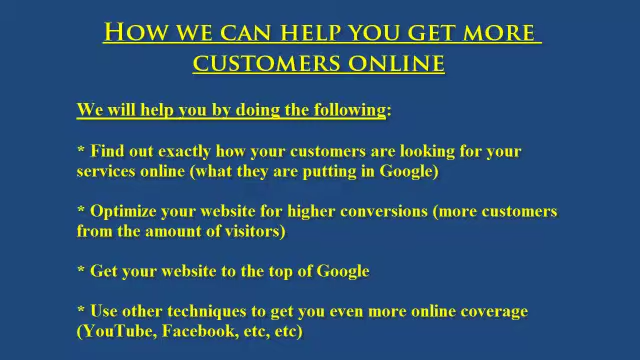 How we can help you get more
customers online
We will help you by doing the following:
* Find out exactly how your customers are looking for your
services online (what they are putting in Google)
* Optimize your website for higher conversions (more customers
from the amount of visitors)
* Get your website to the top of Google
* Use other techniques to get you even more online coverage
(YouTube, Facebook, etc, etc)